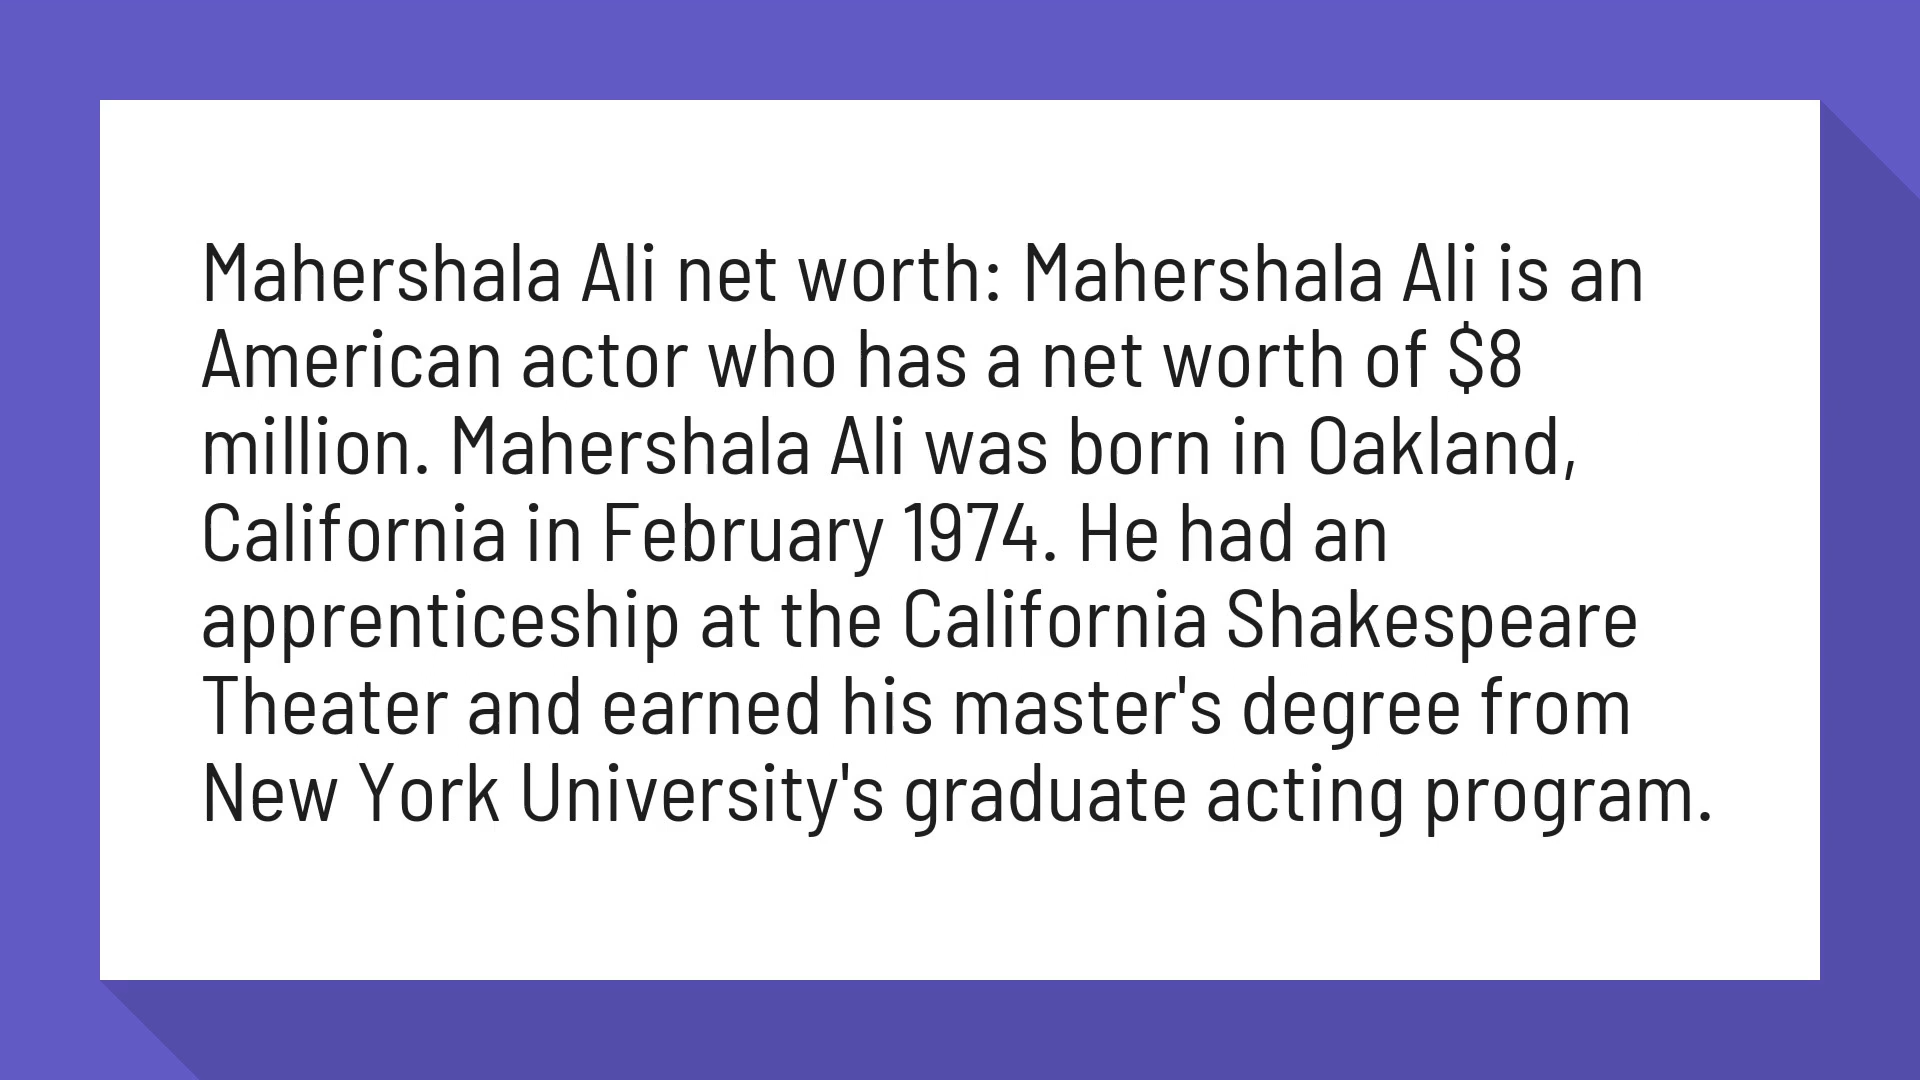 Mahershala Ali net worth: Mahershala Ali is an
American actor who has a net worth of $8
million. Mahershala Ali was born in Oakland,
California in February 1974. He had an
apprenticeship at the California Shakespeare
Theater and earned his master's degree from
New York University's graduate acting program.